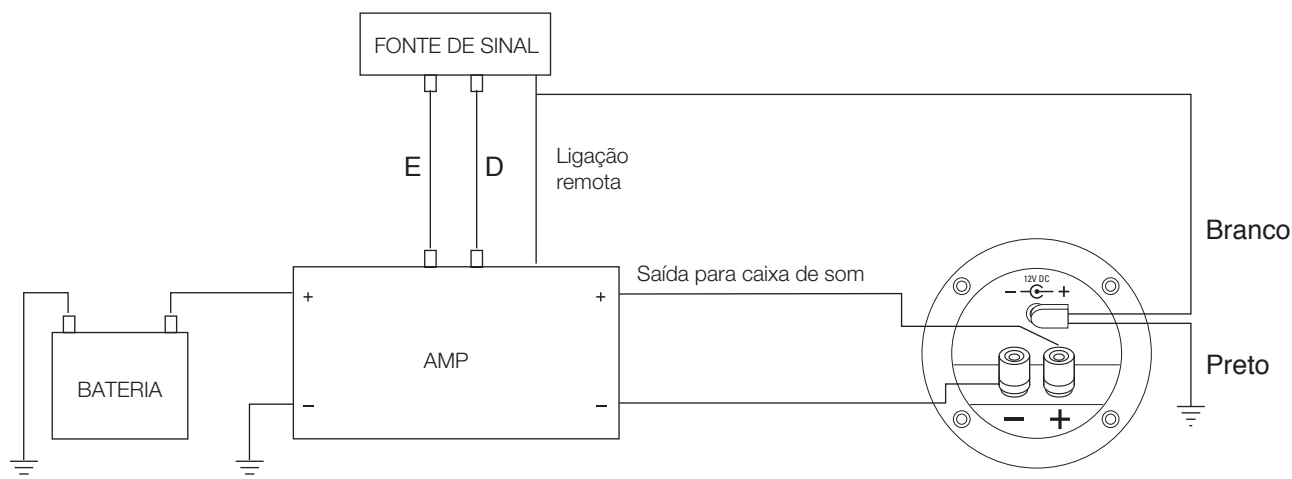 FONTE DE SINAL
E
D
Ligação
remota
Branco
Saída para caixa de som
12V DC
− +
+
+
BATERIA
AMP
Preto
−
−
− +